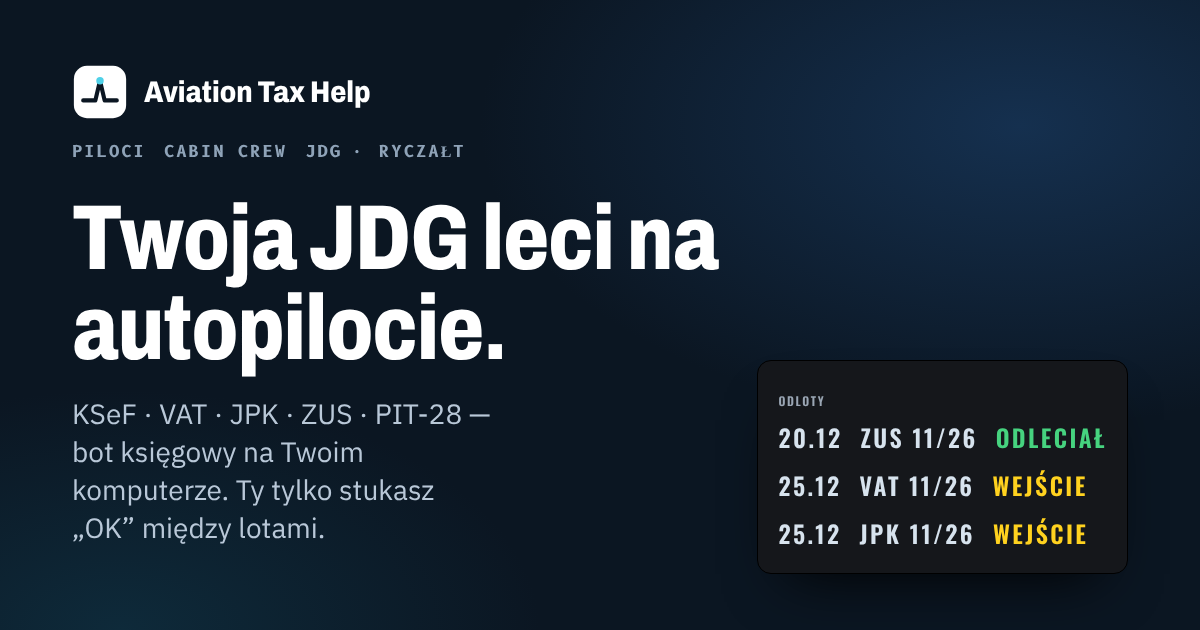 Aviation Tax Help
PILOCI CABIN CREW JDG · RYCZAŁT
Twoja JDG leci na
autopilocie.
KSeF · VAT · JPK · ZUS · PIT-28 —
bot księgowy na Twoim
komputerze. Ty tylko stukasz
„OK” między lotami.
ODLOTY
20.12 ZUS 11/26 ODLECIAŁ
25.12 VAT 11/26 WEJŚCIE
25.12 JPK 11/26 WEJŚCIE